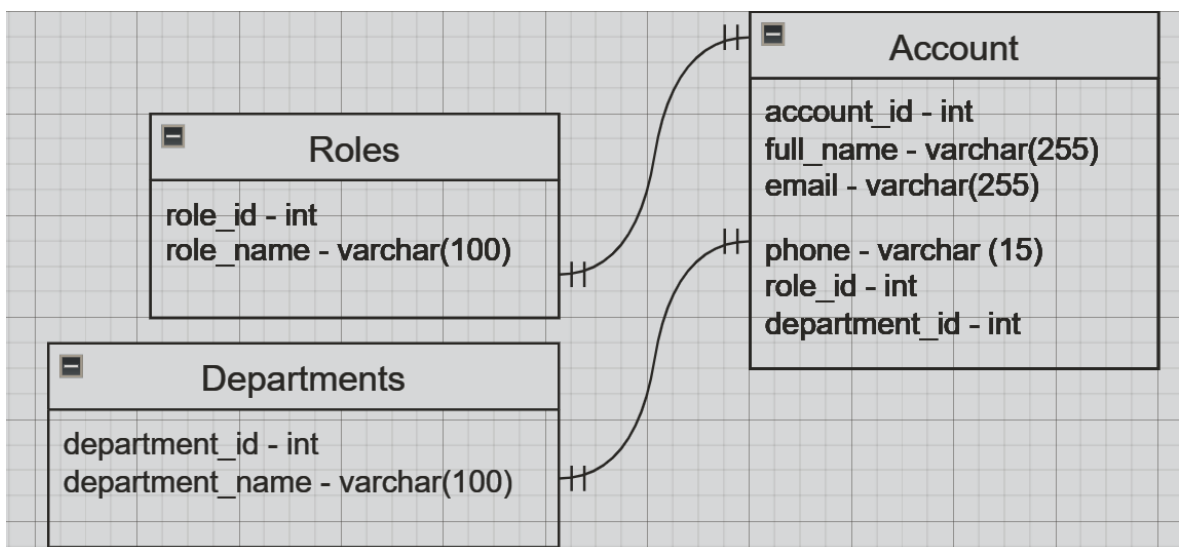 Account
account_id - int
full_name - varchar(255)
email - varchar(255)
phone - varchar (15)
role_id - int
department_id - int
Roles
role_id - int
role_name - varchar(100)
Departments
department_id - int
department_name - varchar(100)